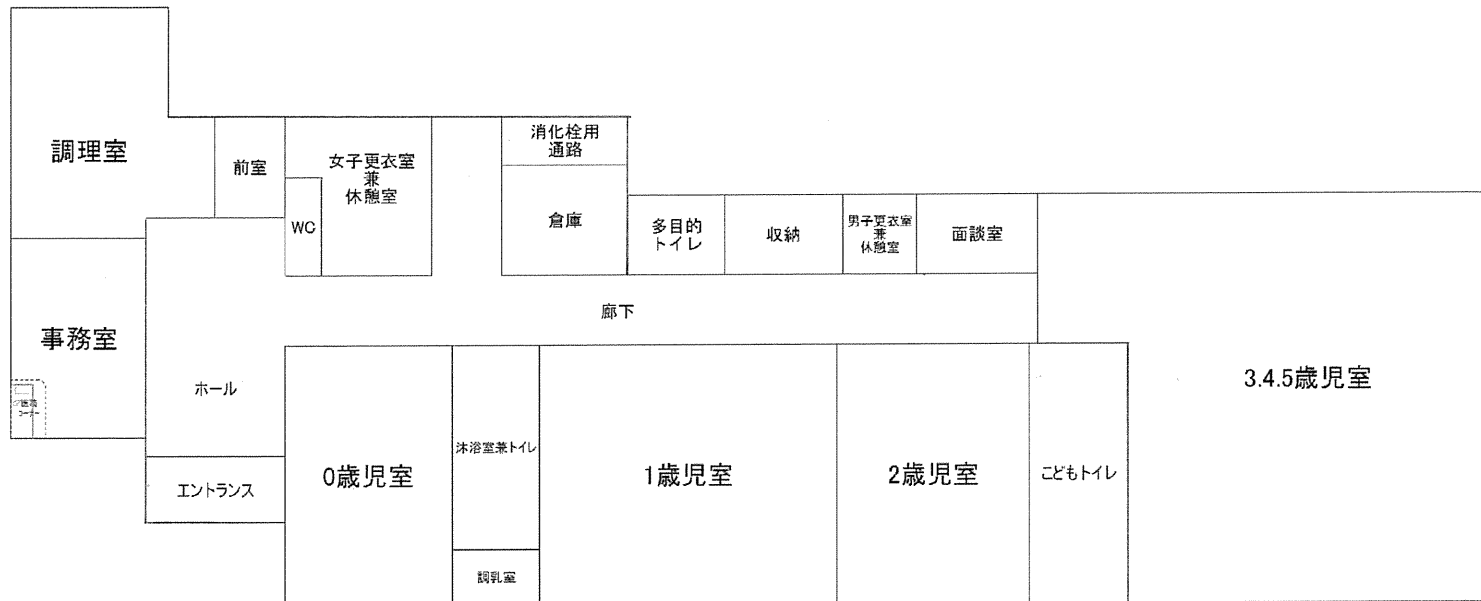 調理室
前室
女子更衣室
兼
休憩室
WC
消化栓用
通路
倉庫
多目的
トイレ
収納
男子更衣室
兼
休憩室
面談室
廊下
事務室
ホール
エントランス
0歳児室
沐浴室兼トイレ
調乳室
1歳児室
2歳児室
こどもトイレ
3.4.5歳児室
コーナー